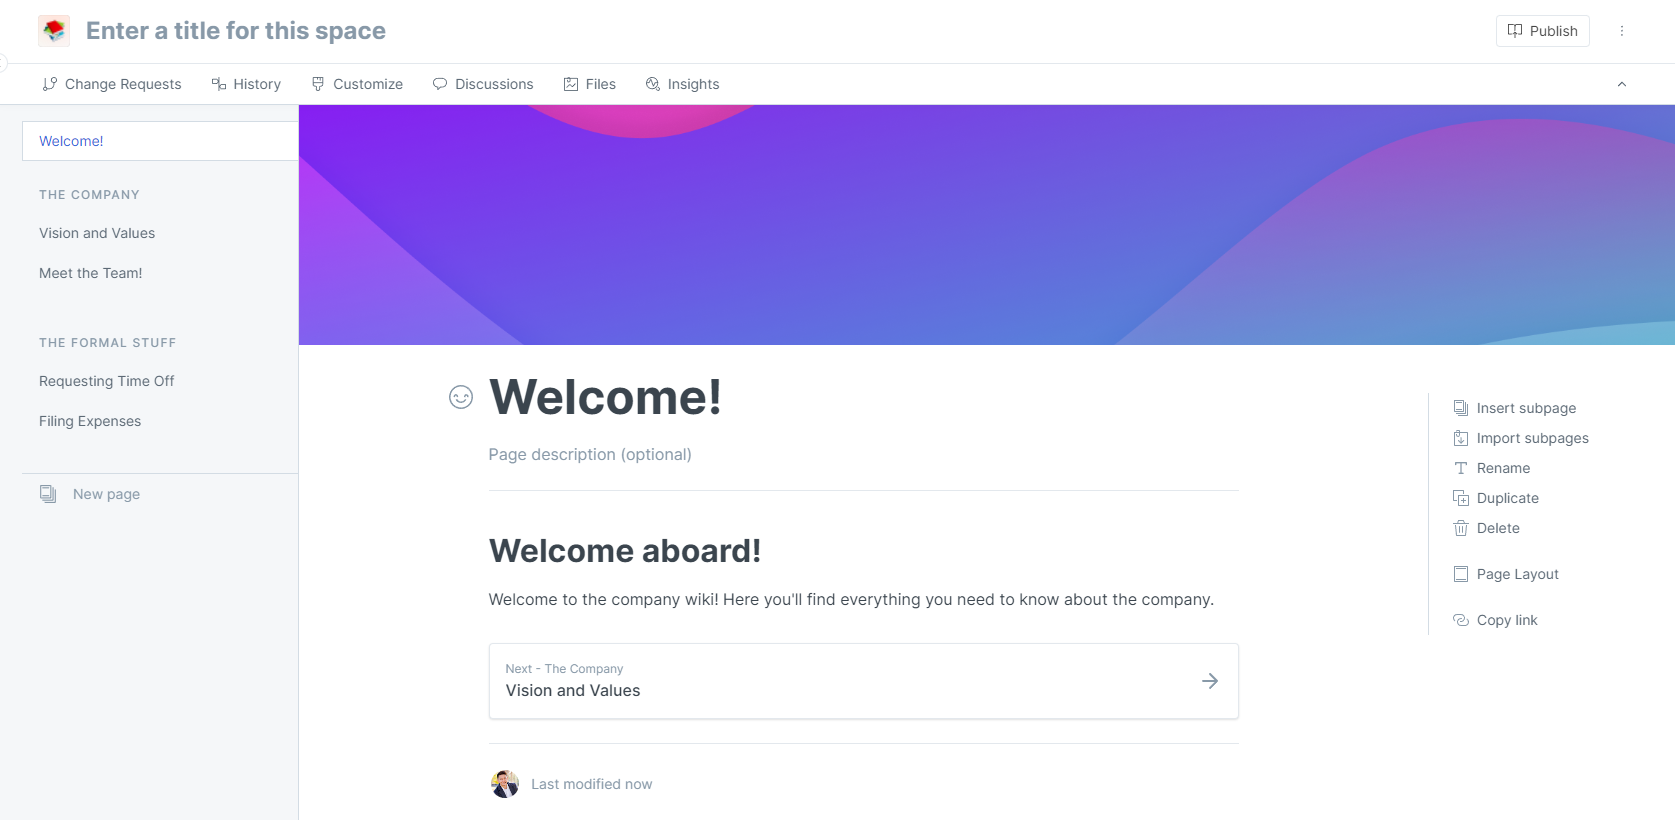 Enter a title for this space
Publish
Change Requests
History
Customize
Discussions
Files
Insights
Welcome!
THE COMPANY
Vision and Values
Meet the Team!
THE FORMAL STUFF
Requesting Time Off
Filing Expenses
New page
Welcome!
Page description (optional)
Welcome aboard!
Welcome to the company wiki! Here you'll find everything you need to know about the company.
Next - The Company
Vision and Values
Last modified now
Insert subpage
Import subpages
Rename
Duplicate
Delete
Page Layout
Copy link